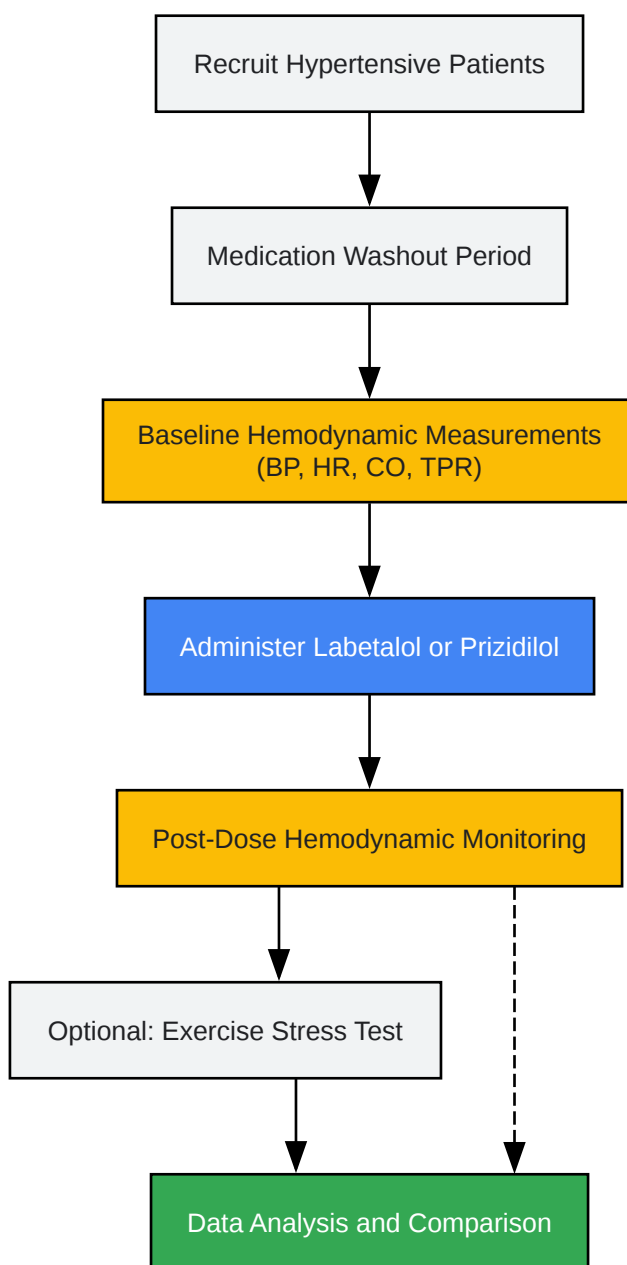 Recruit Hypertensive Patients
Medication Washout Period
Baseline Hemodynamic Measurements
(BP, HR, CO, TPR)
Administer Labetalol or Prizidilol
Post-Dose Hemodynamic Monitoring
Optional: Exercise Stress Test
Data Analysis and Comparison